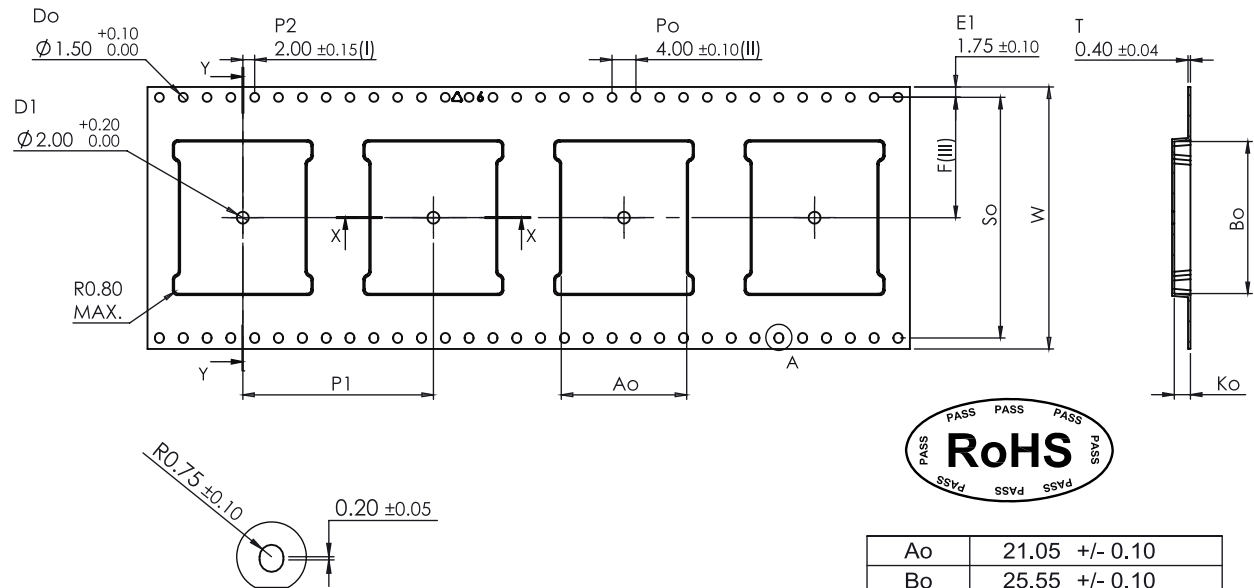 Do
Ø1.50 +0.10 0.00
P2
2.00 ±0.15(I)
Po
4.00 ±0.10(II)
E1
1.75 ±0.10
T
0.40 ±0.04
Y
D1
Ø2.00 +0.20 0.00
6
F(III)
So
W
Bo
X
X
R0.80
MAX.
Y
P1
Ao
A
Ko
PASS PASS PASS
PASS RoHS PASS
PASS PASS PASS
R0.75 ±0.10
0.20 ±0.05
Ao 21.05 +/- 0.10
Bo 25.55 +/- 0.10